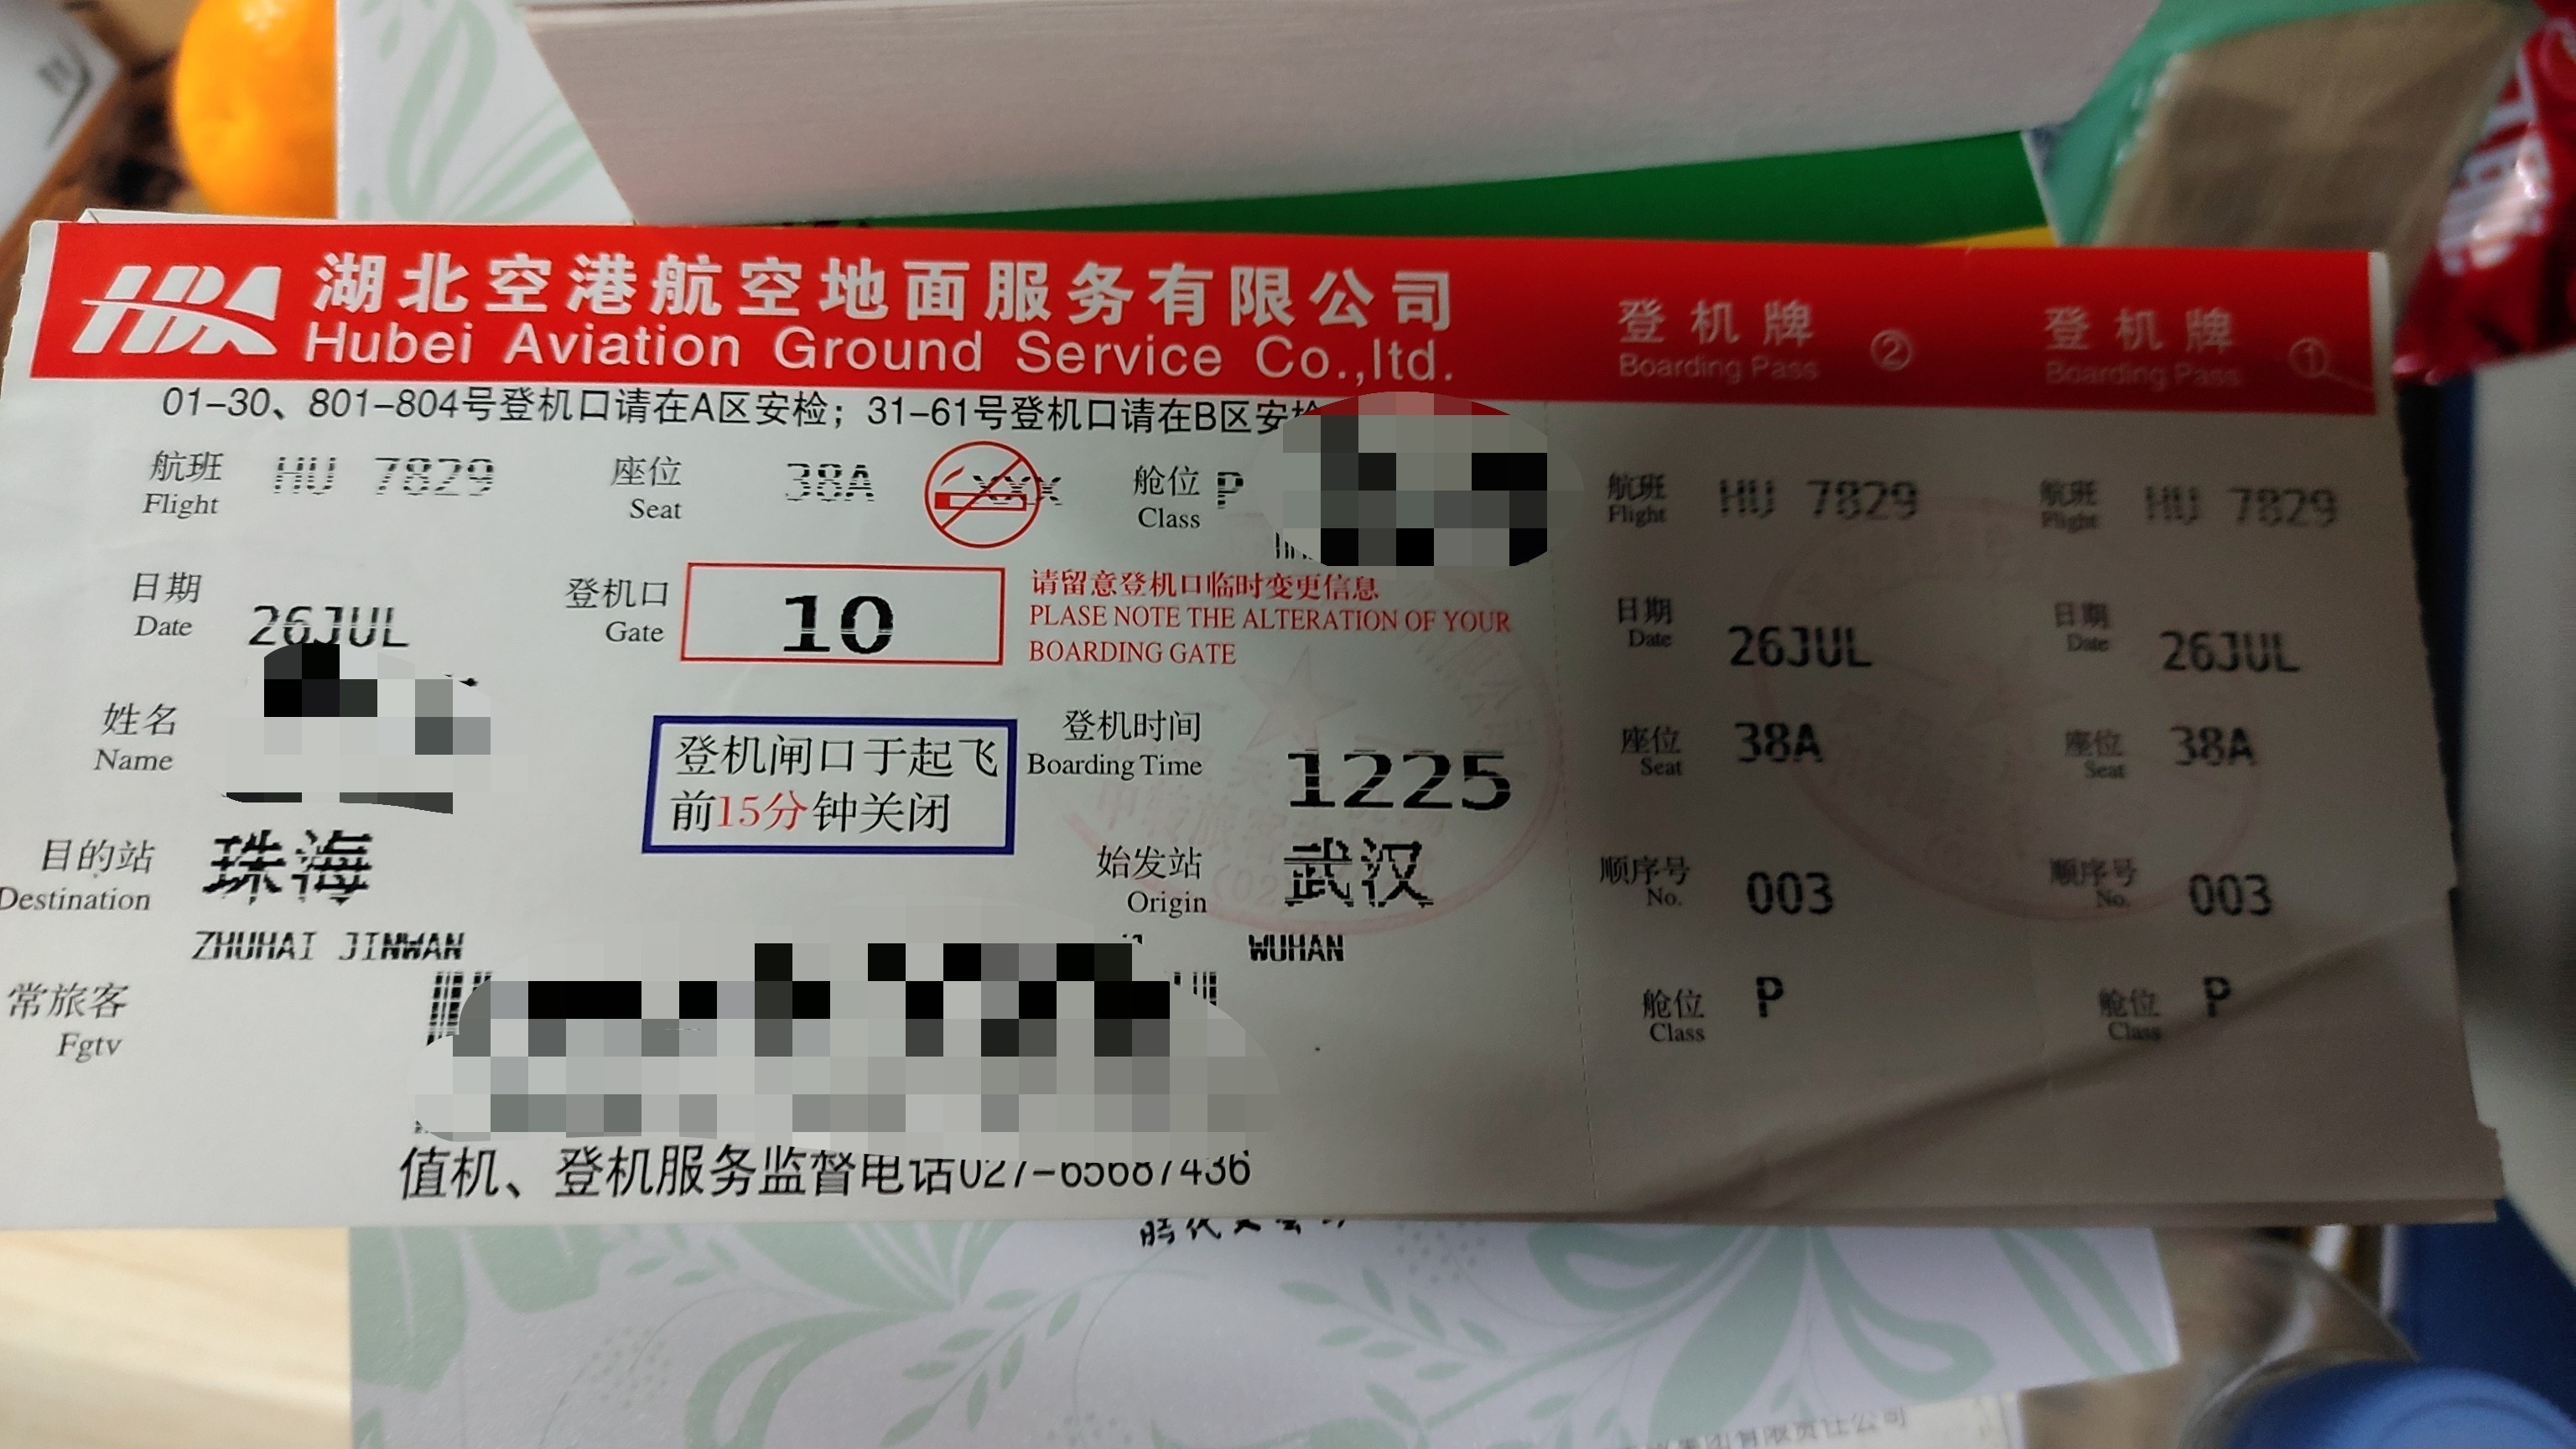 湖北空港航空地面服务有限公司
Hubei Aviation Ground Service Co.,ltd.
登机牌 ②
Boarding Pass
登机牌 ①
Boarding Pass
01-30、801-804号登机口请在A区安检；31-61号登机口请在B区安检
航班 Flight HU 7829
座位 Seat 38A XXX
舱位 Class P
日期 Date 26JUL
登机口 Gate 10
请留意登机口临时变更信息
PLASE NOTE THE ALTERATION OF YOUR
BOARDING GATE
姓名 Name
登机闸口于起飞
前15分钟关闭
登机时间 Boarding Time 1225
目的站 Destination 珠海
ZHUHAI JINWAN
始发站 Origin 武汉
WUHAN
常旅客 Fgtv
值机、登机服务监督电话027-65687436
航班 Flight HU 7829
日期 Date 26JUL
座位 Seat 38A
顺序号 No. 003
舱位 Class P
航班 Flight HU 7829
日期 Date 26JUL
座位 Seat 38A
顺序号 No. 003
舱位 Class P